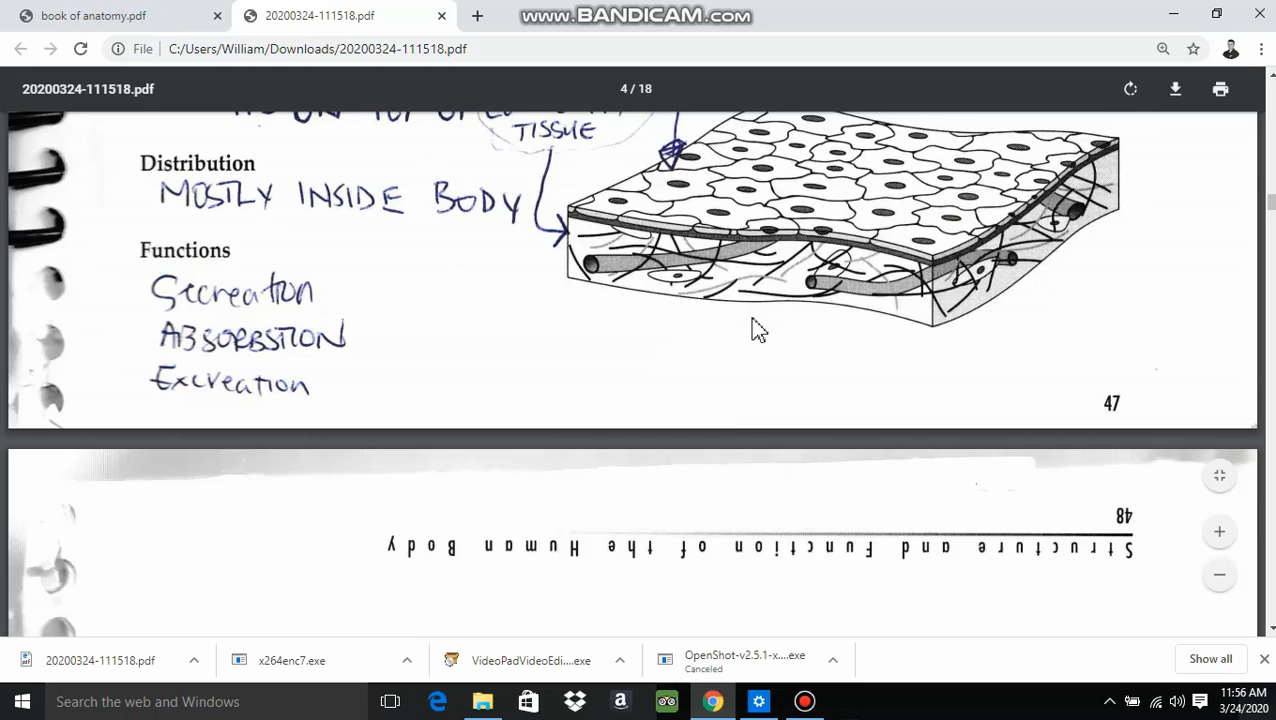 www.BANDICAM.com
book of anatomy.pdf
20200324-111518.pdf
File
C:/Users/William/Downloads/20200324-111518.pdf
20200324-111518.pdf
4 / 18
ON TOP OF
TISSUE
Distribution
MOSTLY INSIDE BODY
Functions
Secreation
ABSORBSTION
Excreation
47
48
Structure and Function of the Human Body
20200324-111518.pdf
x264enc7.exe
VideoPadVideoEdi....exe
OpenShot-v2.5.1-x....exe
Canceled
Show all
Search the web and Windows
11:56 AM
3/24/2020